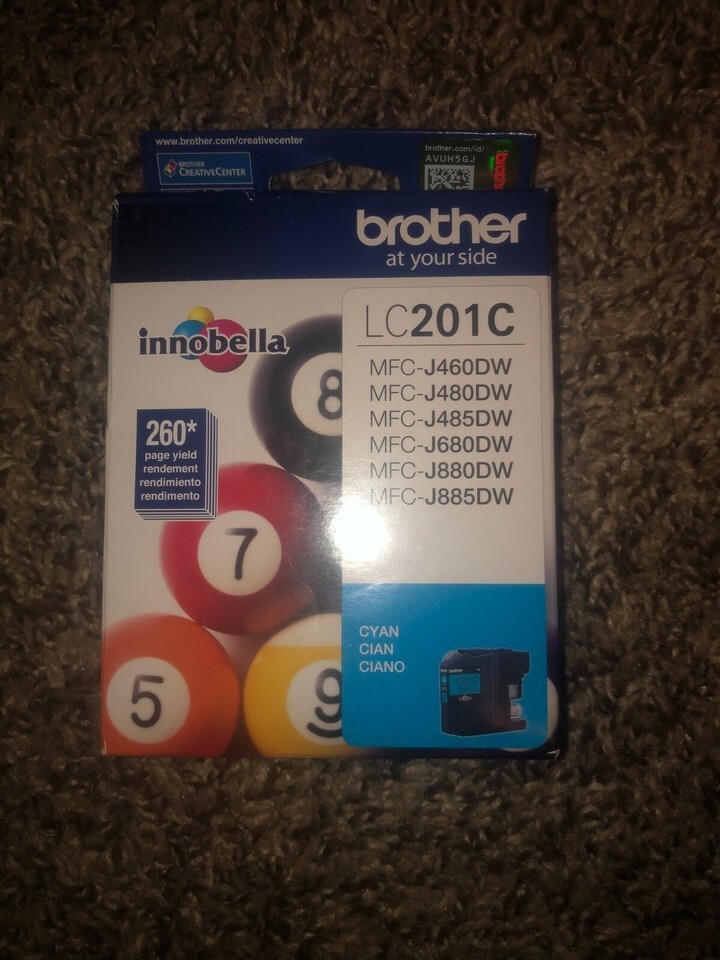 www.brother.com/creativecenter
BROTHER
CREATIVECENTER
brother.com/id/
AVUH5GJ
brother
brother
at your side
LC201C
MFC-J460DW
MFC-J480DW
MFC-J485DW
MFC-J680DW
MFC-J880DW
MFC-J885DW
innobella
260*
page yield
rendement
rendimiento
rendimento
8
7
5
9
CYAN
CIAN
CIANO